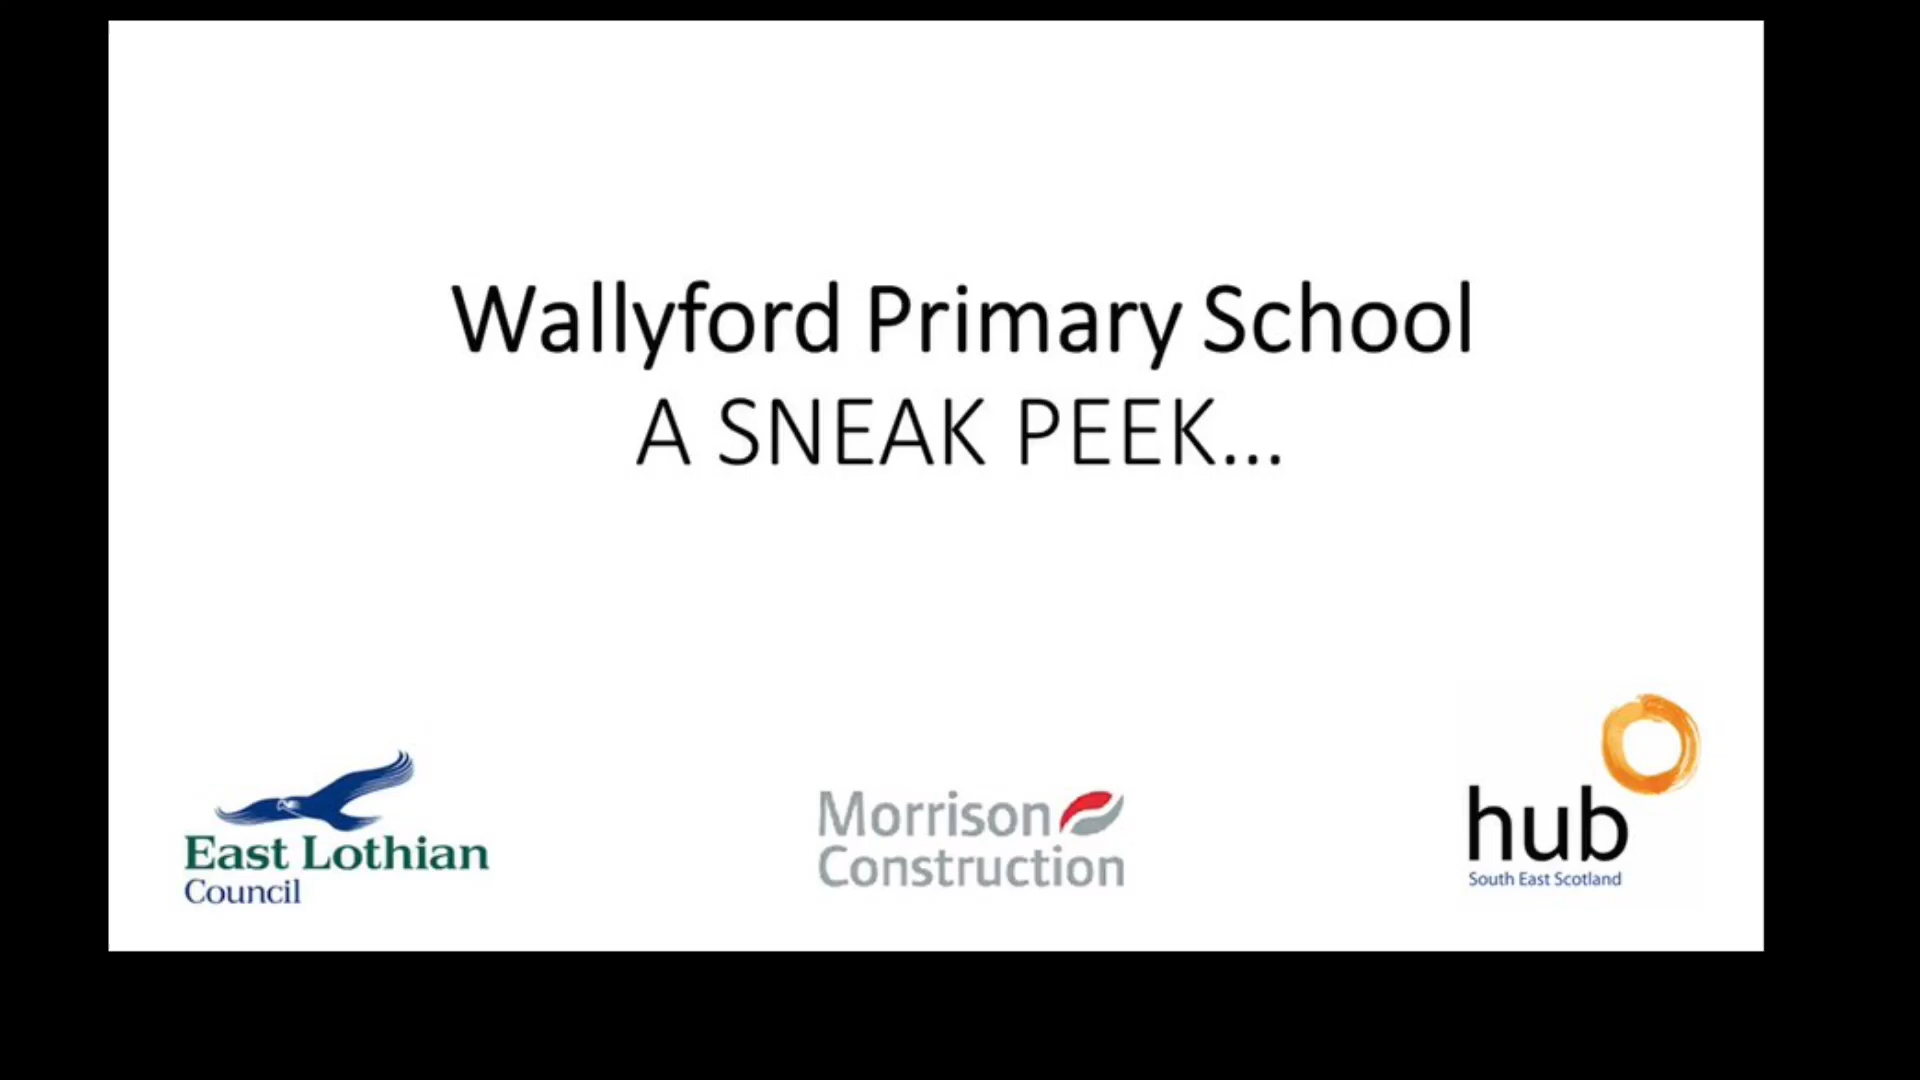 Wallyford Primary School
A SNEAK PEEK...
East Lothian
Council
Morrison
Construction
hub
South East Scotland